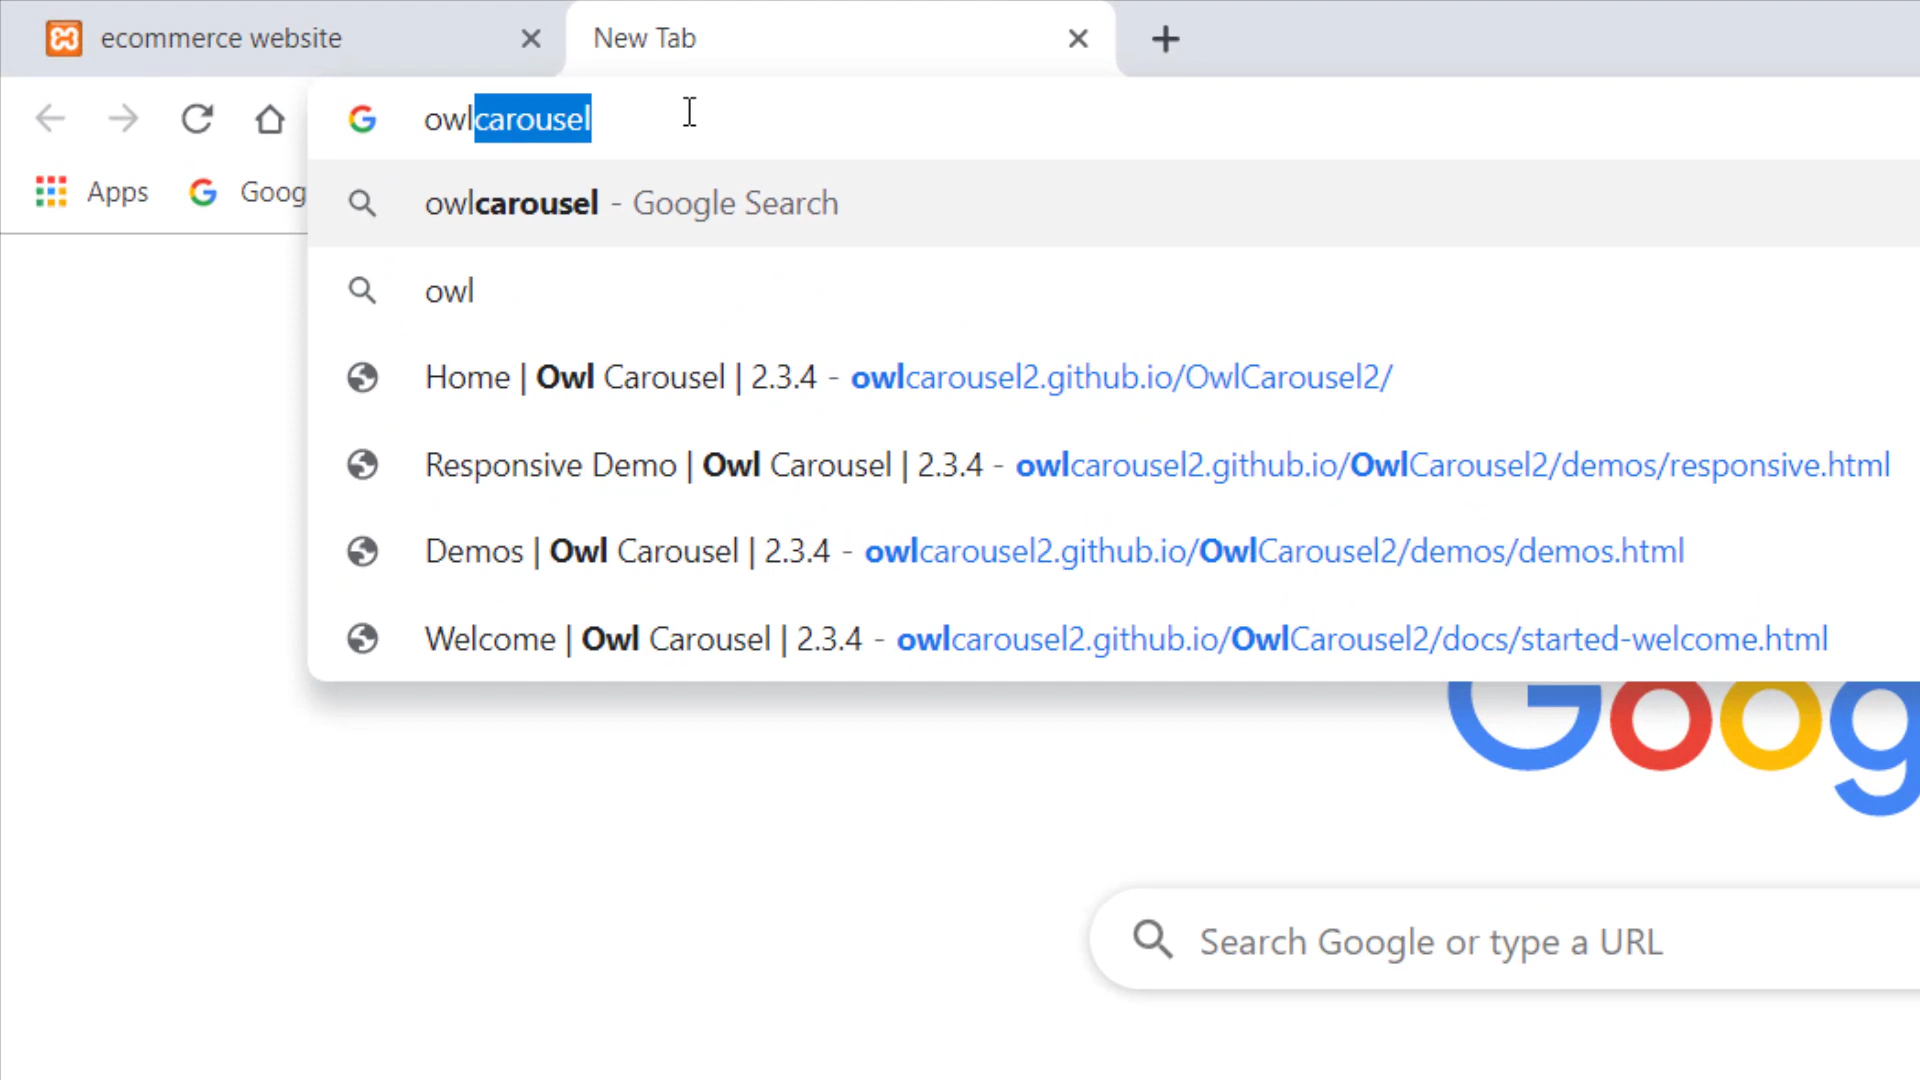 ecommerce website
New Tab
owlcarousel
Apps
Goog
owlcarousel - Google Search
owl
Home | Owl Carousel | 2.3.4 - owlcarousel2.github.io/OwlCarousel2/
Responsive Demo | Owl Carousel | 2.3.4 - owlcarousel2.github.io/OwlCarousel2/demos/responsive.html
Demos | Owl Carousel | 2.3.4 - owlcarousel2.github.io/OwlCarousel2/demos/demos.html
Welcome | Owl Carousel | 2.3.4 - owlcarousel2.github.io/OwlCarousel2/docs/started-welcome.html
Goog
Search Google or type a URL